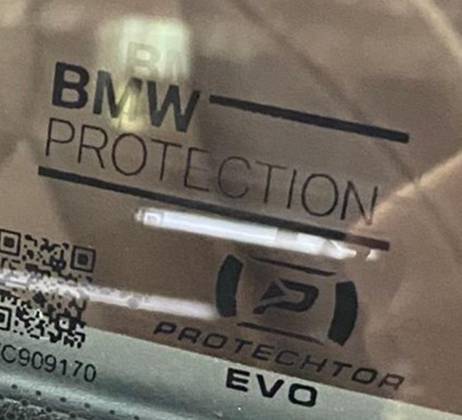 BMW
PROTECTION
C909170
PROTECHTOR
EVO